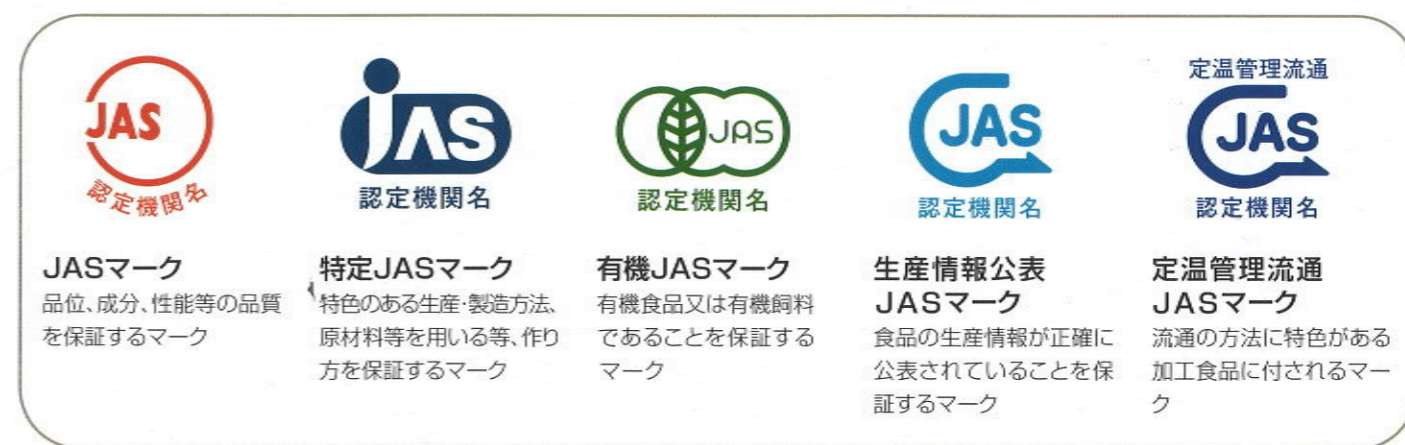 JAS
認定機関名
JASマーク
品位、成分、性能等の品質
を保証するマーク
JAS
認定機関名
特定JASマーク
特色のある生産・製造方法、
原材料等を用いる等、作り
方を保証するマーク
JAS
認定機関名
有機JASマーク
有機食品又は有機飼料
であることを保証する
マーク
JAS
認定機関名
生産情報公表
JASマーク
食品の生産情報が正確に
公表されていることを保
証するマーク
定温管理流通
JAS
認定機関名
定温管理流通
JASマーク
流通の方法に特色がある
加工食品に付されるマー
ク